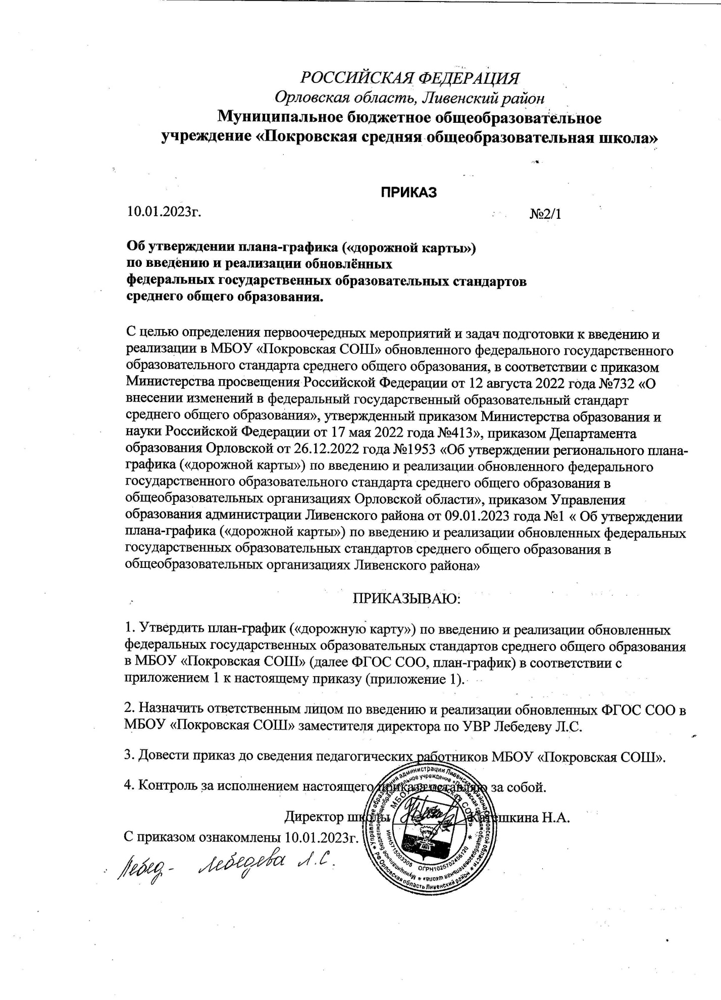 РОССИЙСКАЯ ФЕДЕРАЦИЯ
Орловская область, Ливенский район
Муниципальное бюджетное общеобразовательное
учреждение «Покровская средняя общеобразовательная школа»
ПРИКАЗ
10.01.2023г. №2/1
Об утверждении плана-графика («дорожной карты»)
по введению и реализации обновлённых
федеральных государственных образовательных стандартов
среднего общего образования.
С целью определения первоочередных мероприятий и задач подготовки к введению и
реализации в МБОУ «Покровская СОШ» обновленного федерального государственного
образовательного стандарта среднего общего образования, в соответствии с приказом
Министерства просвещения Российской Федерации от 12 августа 2022 года №732 «О
внесении изменений в федеральный государственный образовательный стандарт
среднего общего образования», утвержденный приказом Министерства образования и
науки Российской Федерации от 17 мая 2022 года №413», приказом Департамента
образования Орловской от 26.12.2022 года №1953 «Об утверждении регионального плана-
графика («дорожной карты») по введению и реализации обновленного федерального
государственного образовательного стандарта среднего общего образования в
общеобразовательных организациях Орловской области», приказом Управления
образования администрации Ливенского района от 09.01.2023 года №1 « Об утверждении
плана-графика («дорожной карты») по введению и реализации обновленных федеральных
государственных образовательных стандартов среднего общего образования в
общеобразовательных организациях Ливенского района»
ПРИКАЗЫВАЮ:
1. Утвердить план-график («дорожную карту») по введению и реализации обновленных
федеральных государственных образовательных стандартов среднего общего образования
в МБОУ «Покровская СОШ» (далее ФГОС СОО, план-график) в соответствии с
приложением 1 к настоящему приказу (приложение 1).
2. Назначить ответственным лицом по введению и реализации обновленных ФГОС СОО в
МБОУ «Покровская СОШ» заместителя директора по УВР Лебедеву Л.С.
3. Довести приказ до сведения педагогических работников МБОУ «Покровская СОШ».
4. Контроль за исполнением настоящего приказа оставляю за собой.
Директор школы Катешкина Н.А.
С приказом ознакомлены 10.01.2023г.
Лебед- Лебедева Л.С.
Управление образования администрации Ливенского района Орловской области * РФ Орловская область Ливенский район *
Муниципальное бюджетное общеобразовательное учреждение «Покровская средняя общеобразовательная школа» *
МБОУ «Покровская СОШ» *
ИНН5715003305 ОГРН1025702456120